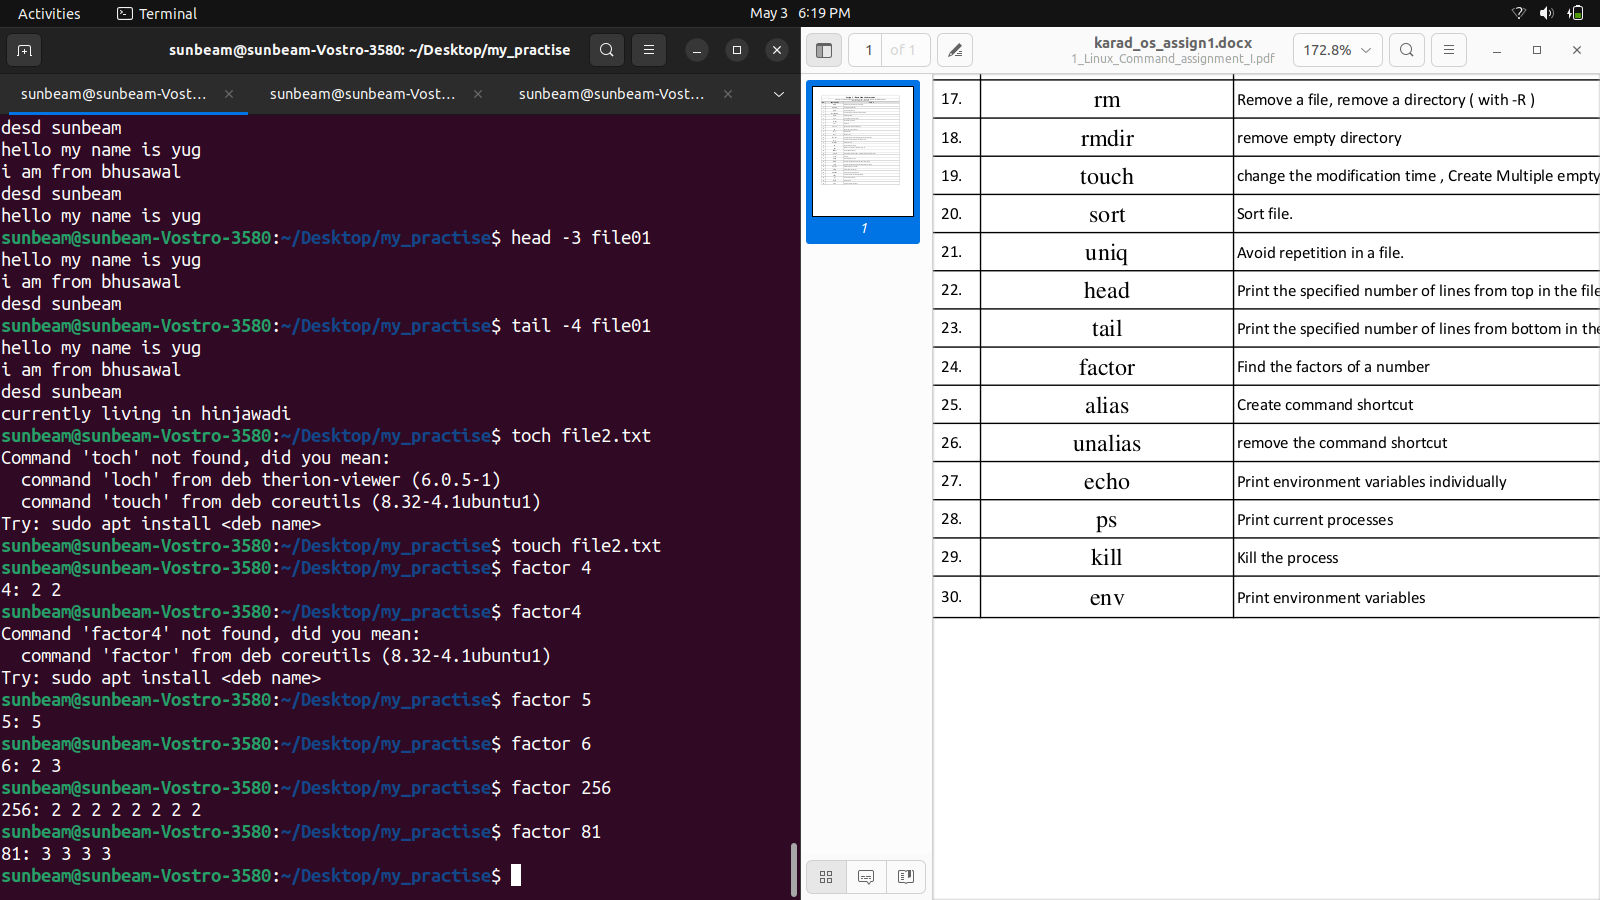 Activities
Terminal
May 3 6:19 PM
sunbeam@sunbeam-Vostro-3580: ~/Desktop/my_practise
sunbeam@sunbeam-Vost...
sunbeam@sunbeam-Vost...
sunbeam@sunbeam-Vost...
desd sunbeam
hello my name is yug
i am from bhusawal
desd sunbeam
hello my name is yug
sunbeam@sunbeam-Vostro-3580:~/Desktop/my_practise$ head -3 file01
hello my name is yug
i am from bhusawal
desd sunbeam
sunbeam@sunbeam-Vostro-3580:~/Desktop/my_practise$ tail -4 file01
hello my name is yug
i am from bhusawal
desd sunbeam
currently living in hinjawadi
sunbeam@sunbeam-Vostro-3580:~/Desktop/my_practise$ toch file2.txt
Command 'toch' not found, did you mean:
  command 'loch' from deb therion-viewer (6.0.5-1)
  command 'touch' from deb coreutils (8.32-4.1ubuntu1)
Try: sudo apt install <deb name>
sunbeam@sunbeam-Vostro-3580:~/Desktop/my_practise$ touch file2.txt
sunbeam@sunbeam-Vostro-3580:~/Desktop/my_practise$ factor 4
4: 2 2
sunbeam@sunbeam-Vostro-3580:~/Desktop/my_practise$ factor4
Command 'factor4' not found, did you mean:
  command 'factor' from deb coreutils (8.32-4.1ubuntu1)
Try: sudo apt install <deb name>
sunbeam@sunbeam-Vostro-3580:~/Desktop/my_practise$ factor 5
5: 5
sunbeam@sunbeam-Vostro-3580:~/Desktop/my_practise$ factor 6
6: 2 3
sunbeam@sunbeam-Vostro-3580:~/Desktop/my_practise$ factor 256
256: 2 2 2 2 2 2 2 2
sunbeam@sunbeam-Vostro-3580:~/Desktop/my_practise$ factor 81
81: 3 3 3 3
sunbeam@sunbeam-Vostro-3580:~/Desktop/my_practise$
1 of 1
karad_os_assign1.docx
1_Linux_Command_assignment_I.pdf
172.8%
1
17. rm Remove a file, remove a directory ( with -R )
18. rmdir remove empty directory
19. touch change the modification time , Create Multiple empty
20. sort Sort file.
21. uniq Avoid repetition in a file.
22. head Print the specified number of lines from top in the file
23. tail Print the specified number of lines from bottom in the
24. factor Find the factors of a number
25. alias Create command shortcut
26. unalias remove the command shortcut
27. echo Print environment variables individually
28. ps Print current processes
29. kill Kill the process
30. env Print environment variables